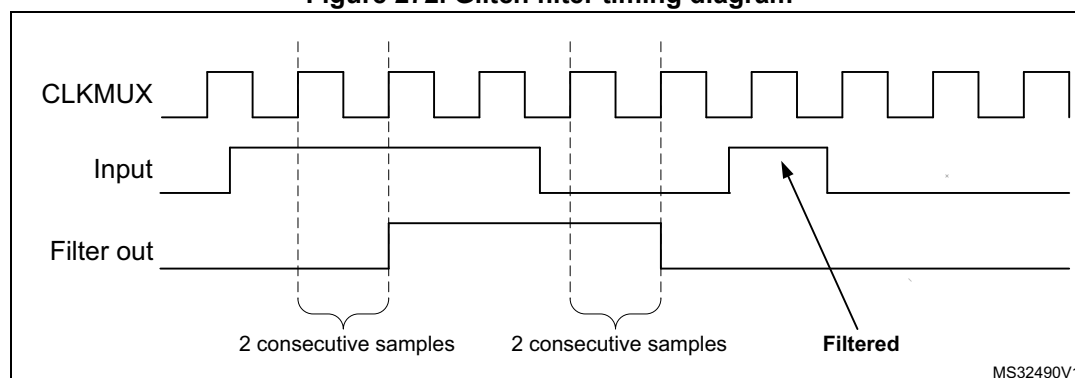 Figure 272. Glitch filter timing diagram
CLKMUX
Input
Filter out
2 consecutive samples
2 consecutive samples
Filtered
MS32490V1